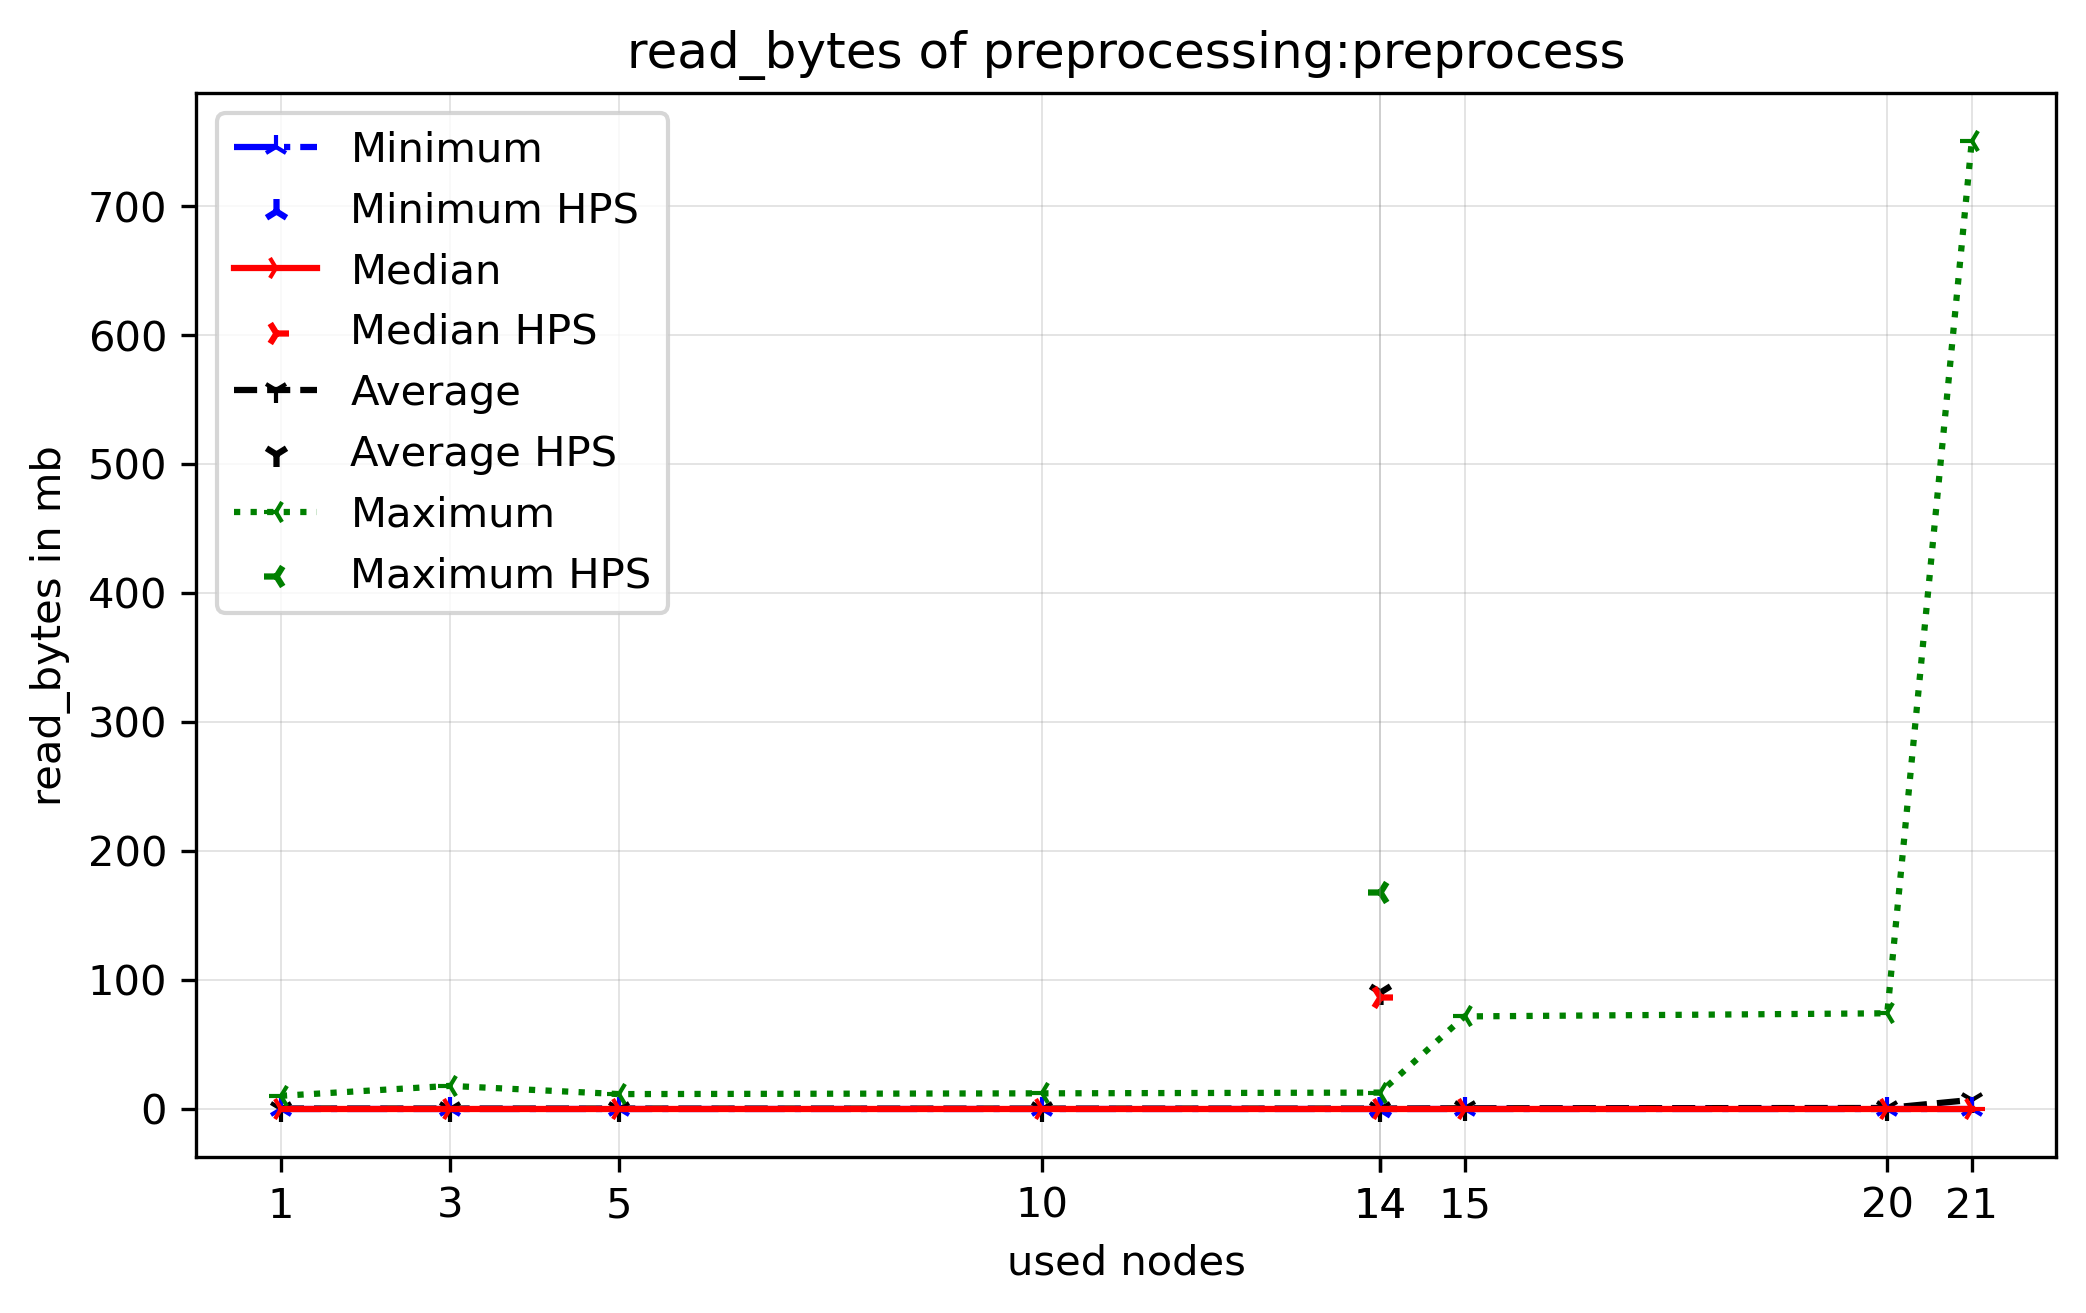 read_bytes of preprocessing:preprocess
Minimum
Minimum HPS
Median
Median HPS
Average
Average HPS
Maximum
Maximum HPS
read_bytes in mb
700
600
500
400
300
200
100
0
1 3 5 10 14 15 20 21
used nodes